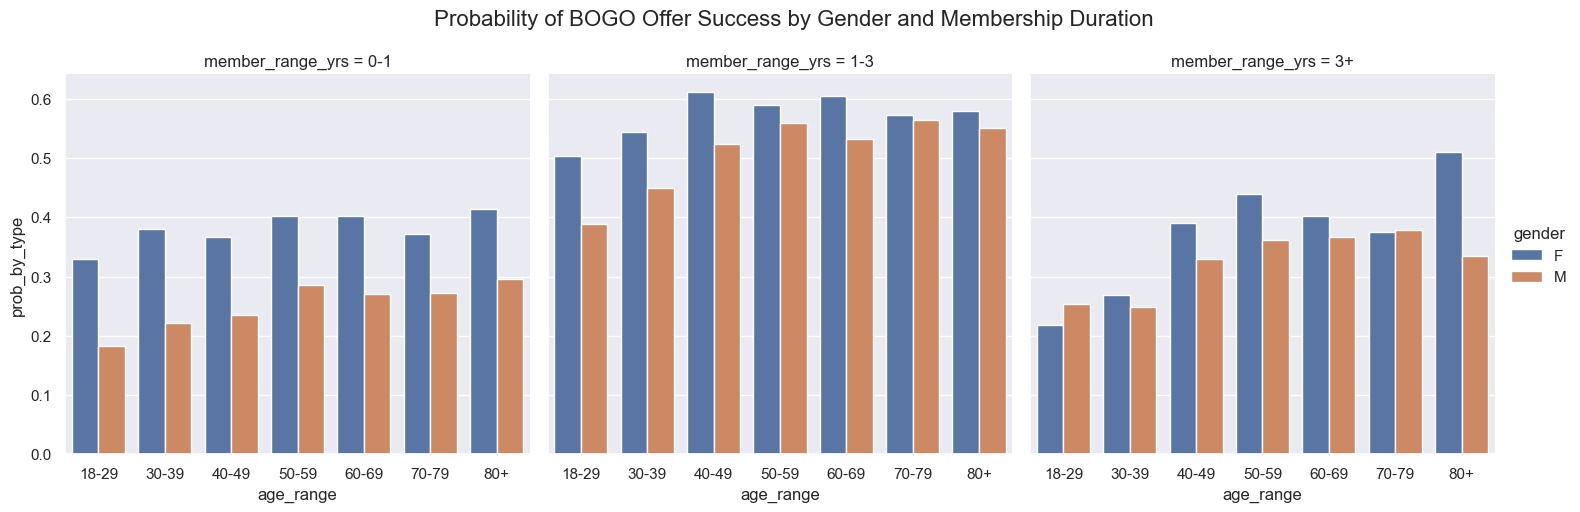 Probability of BOGO Offer Success by Gender and Membership Duration
member_range_yrs = 0-1
member_range_yrs = 1-3
member_range_yrs = 3+
prob_by_type
0.6
0.5
0.4
0.3
0.2
0.1
0.0
18-29 30-39 40-49 50-59 60-69 70-79 80+
age_range
18-29 30-39 40-49 50-59 60-69 70-79 80+
age_range
18-29 30-39 40-49 50-59 60-69 70-79 80+
age_range
gender
F
M